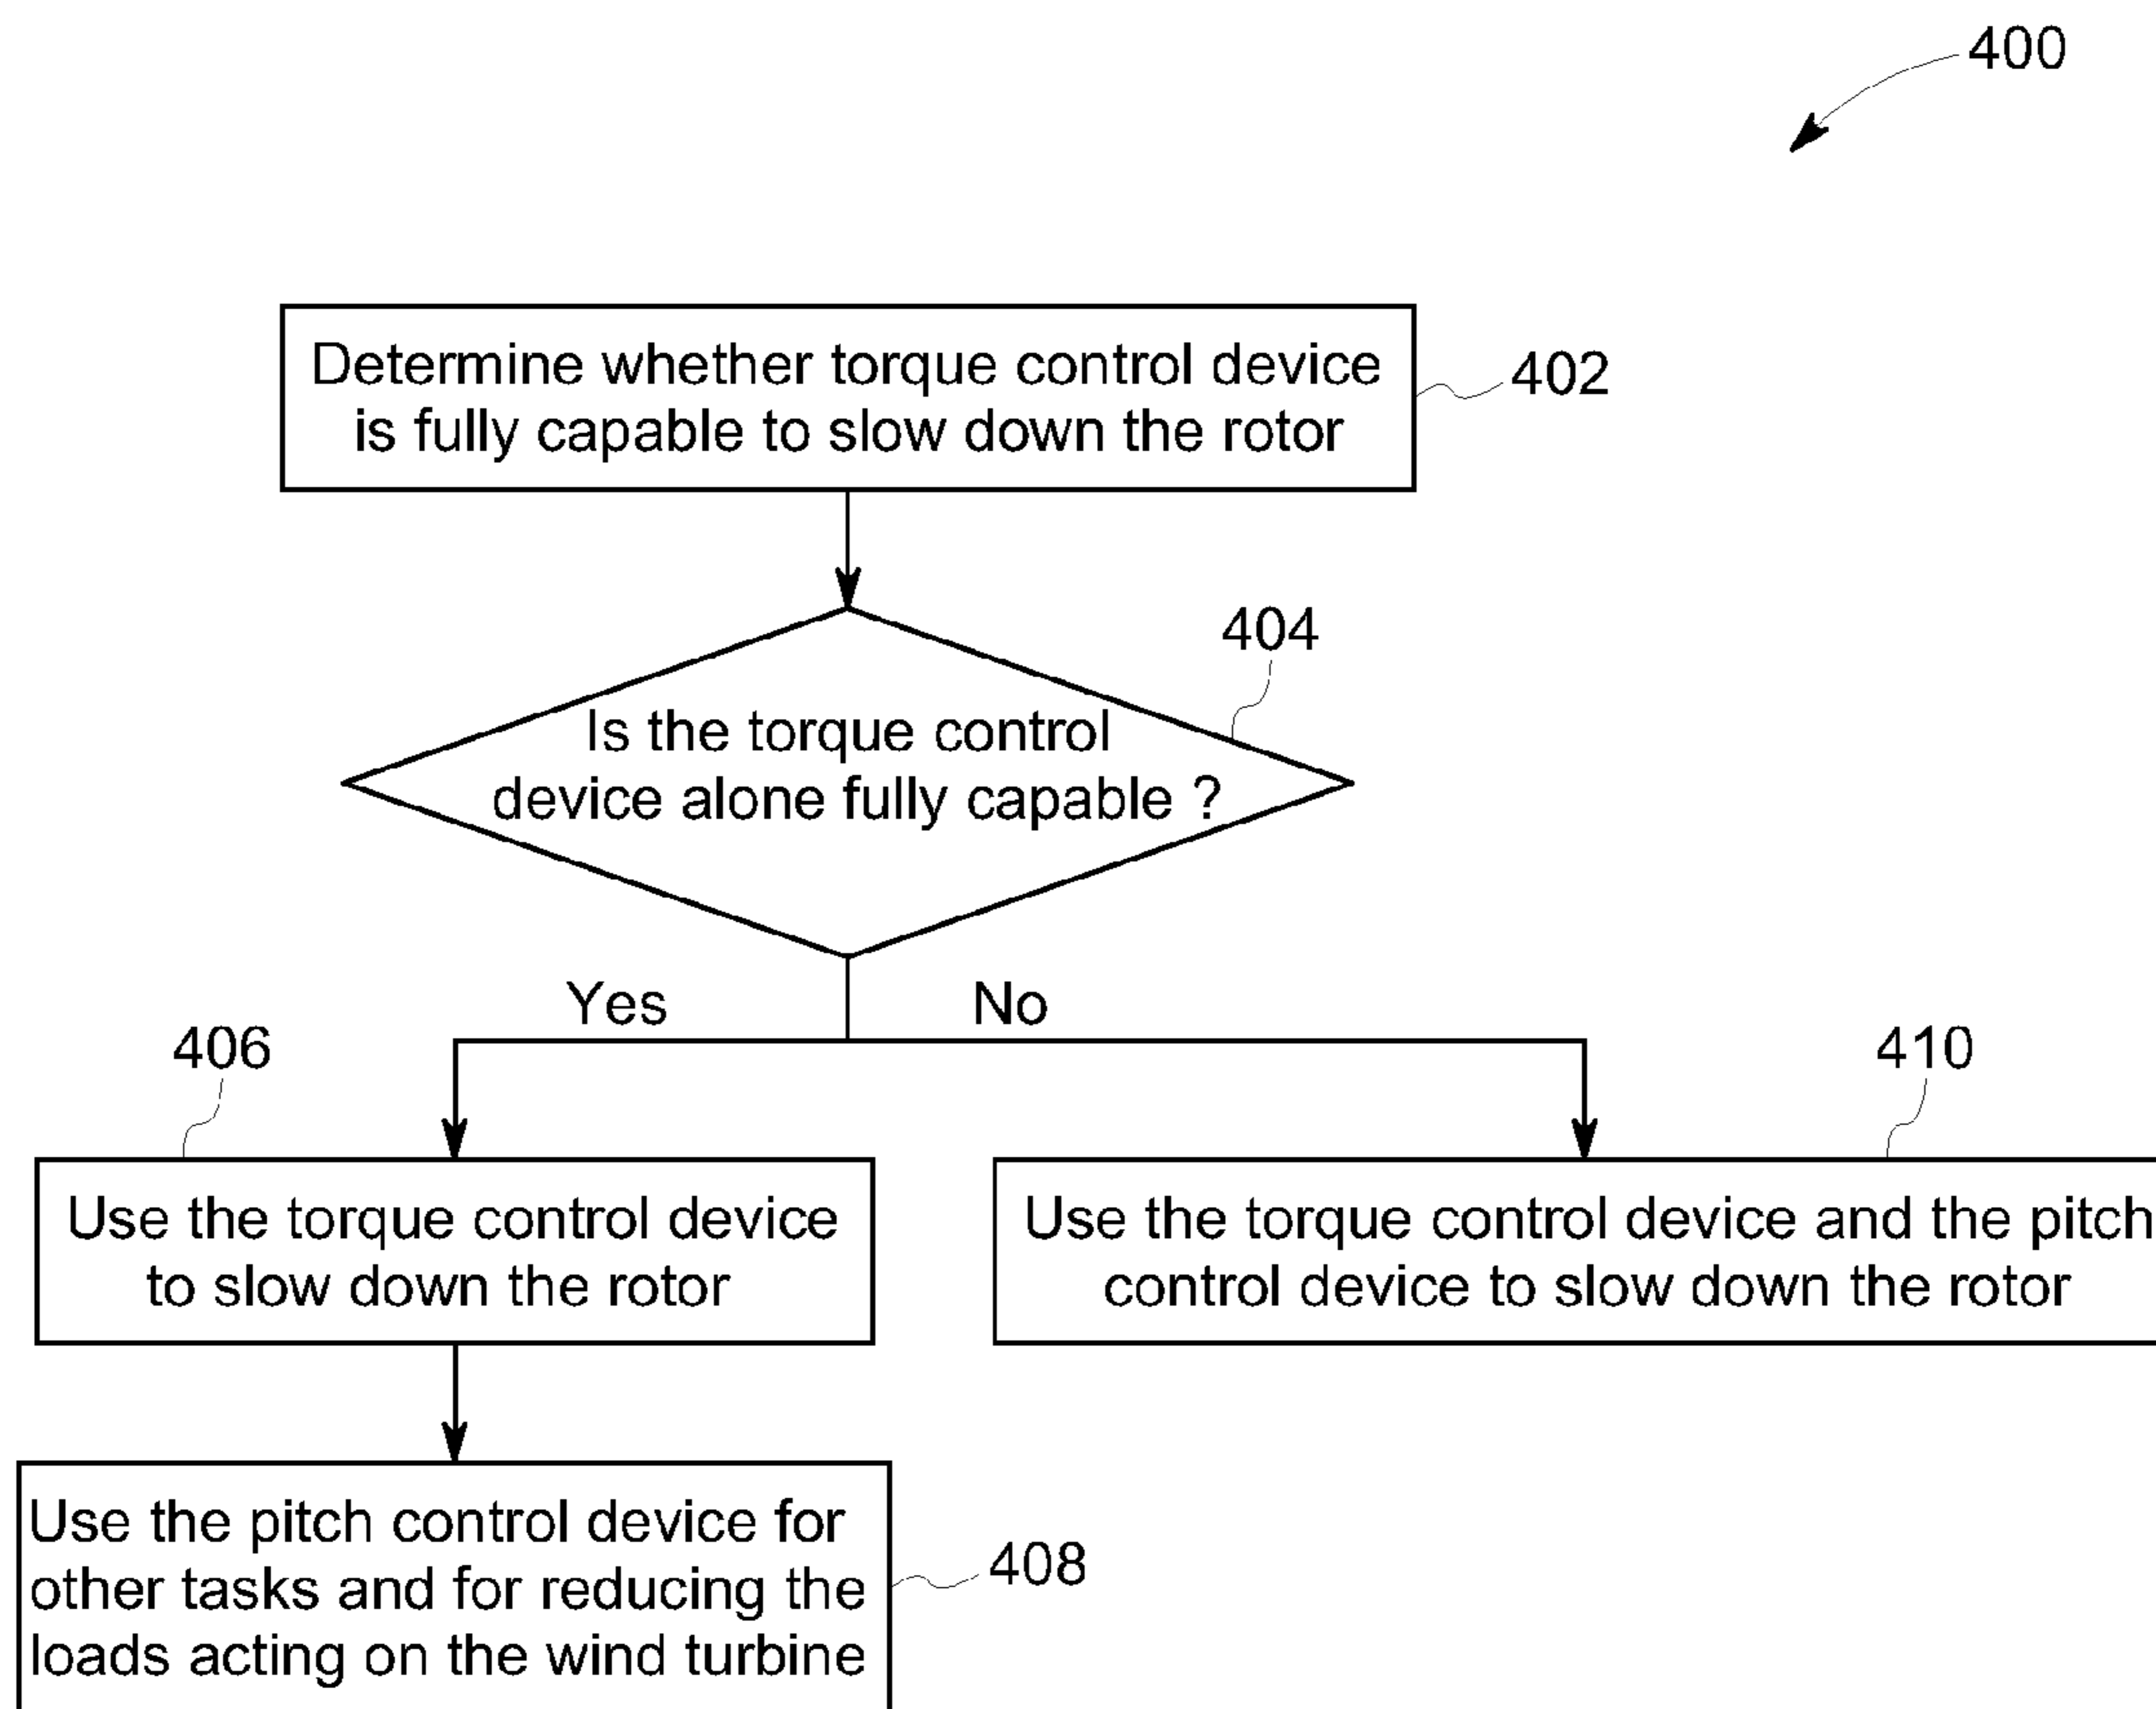 400
Determine whether torque control device
is fully capable to slow down the rotor
402
404
Is the torque control
device alone fully capable ?
Yes
No
406
410
Use the torque control device
to slow down the rotor
Use the torque control device and the pitch
control device to slow down the rotor
Use the pitch control device for
other tasks and for reducing the
loads acting on the wind turbine
408